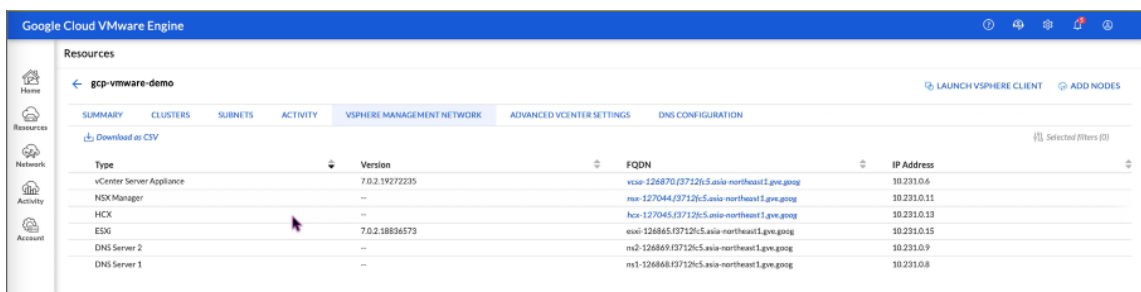 Google Cloud VMware Engine
Resources
Home
gcp-vmware-demo
LAUNCH VSPHERE CLIENT
ADD NODES
Resources
SUMMARY
CLUSTERS
SUBNETS
ACTIVITY
VSPHERE MANAGEMENT NETWORK
ADVANCED VCENTER SETTINGS
DNS CONFIGURATION
Download as CSV
Selected filters (0)
Network
Type Version FQDN IP Address
vCenter Server Appliance 7.0.2.19272235 vcsa-126870.f3712fc5.asia-northeast1.gve.goog 10.231.0.6
Activity
NSX Manager -- nsx-127044.f3712fc5.asia-northeast1.gve.goog 10.231.0.11
HCX -- hcx-127045.f3712fc5.asia-northeast1.gve.goog 10.231.0.13
Account
ESXi 7.0.2.18836573 esxi-126865.f3712fc5.asia-northeast1.gve.goog 10.231.0.15
DNS Server 2 -- ns2-126869.f3712fc5.asia-northeast1.gve.goog 10.231.0.9
DNS Server 1 -- ns1-126868.f3712fc5.asia-northeast1.gve.goog 10.231.0.8